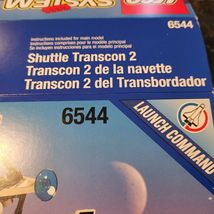 SYSTEM
6544
Instructions included for main model
Instructions comprises pour le modèle principal
Se incluyen instrucciones para el modelo principal
Shuttle Transcon 2
Transcon 2 de la navette
Transcon 2 del Transbordador
6544
LAUNCH COMMAND